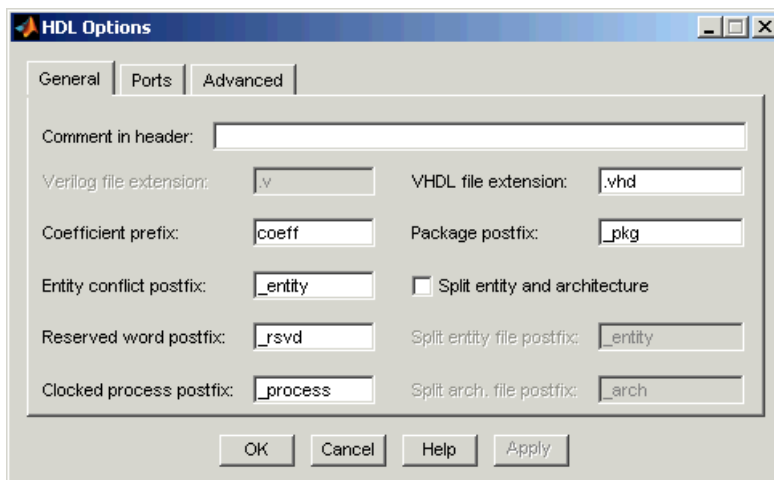 HDL Options
General Ports Advanced
Comment in header:
Verilog file extension: .v VHDL file extension: .vhd
Coefficient prefix: coeff Package postfix: _pkg
Entity conflict postfix: _entity Split entity and architecture
Reserved word postfix: _rsvd Split entity file postfix: _entity
Clocked process postfix: _process Split arch. file postfix: _arch
OK Cancel Help Apply